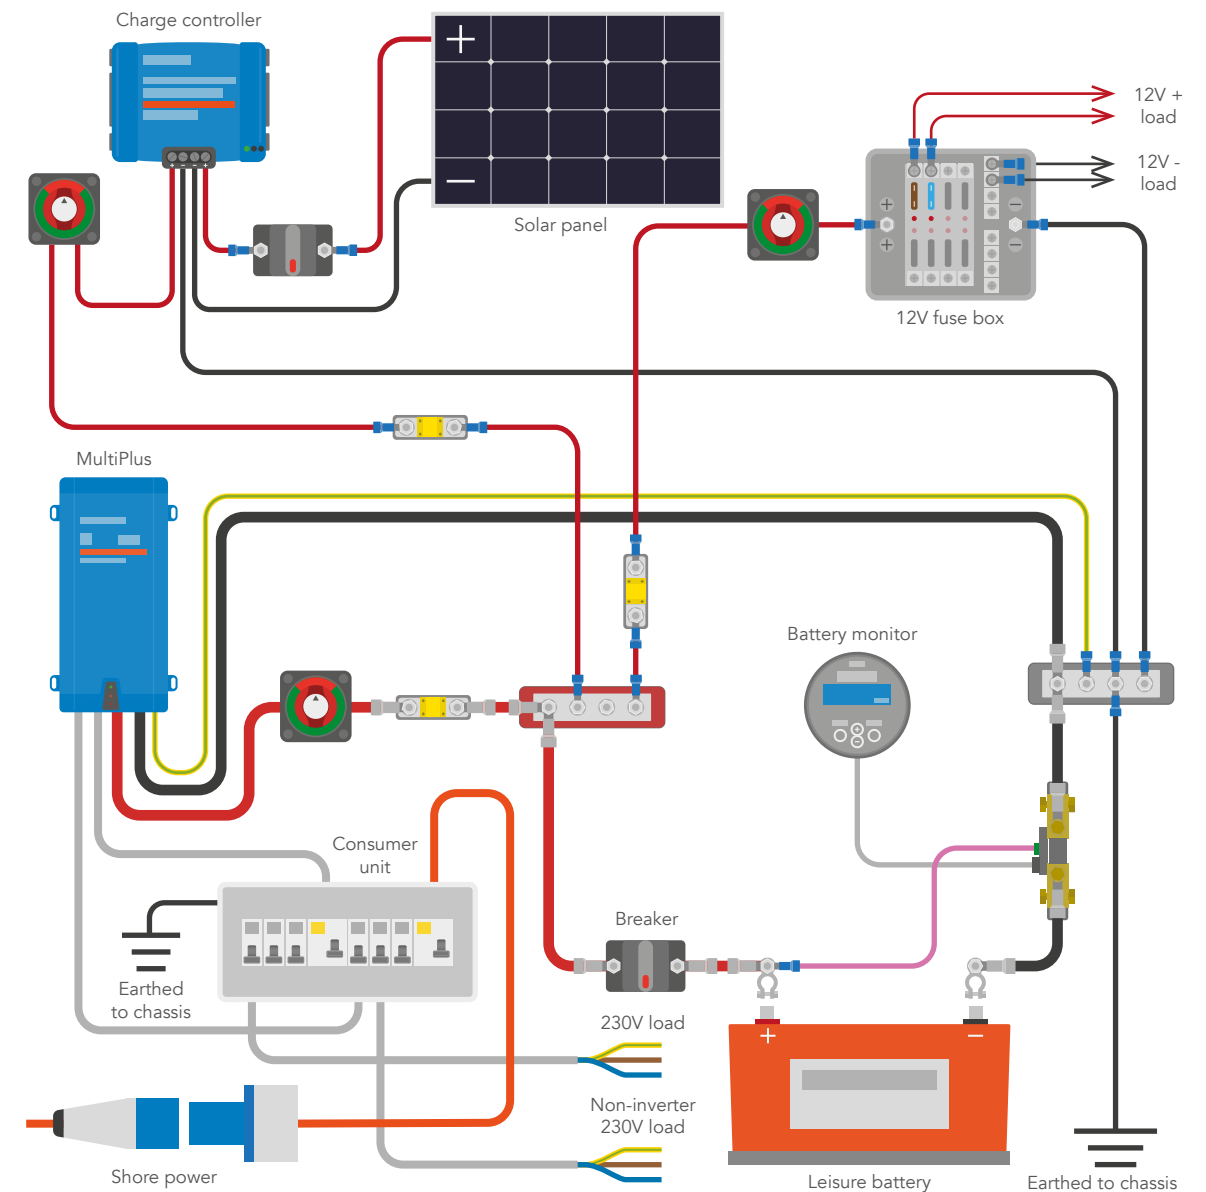 Charge controller
Solar panel
12V +
load
12V -
load
12V fuse box
MultiPlus
Battery monitor
Consumer
unit
Breaker
Earthed
to chassis
230V load
Non-inverter
230V load
Shore power
Leisure battery
Earthed to chassis